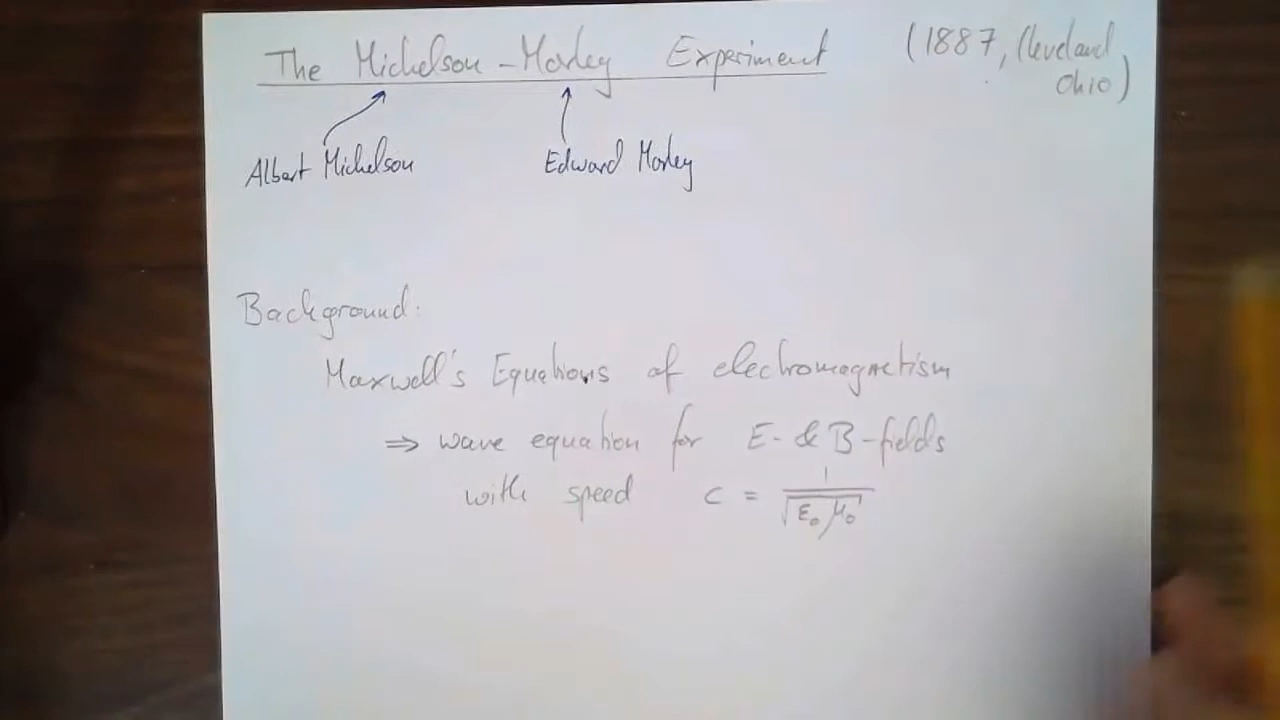 The Michelson-Morley Experiment (1887, Cleveland, Ohio)
Albert Michelson Edward Morley
Background:
Maxwell's Equations of electromagnetism
⇒ wave equation for E- & B-fields
with speed c = 1/√ε₀μ₀